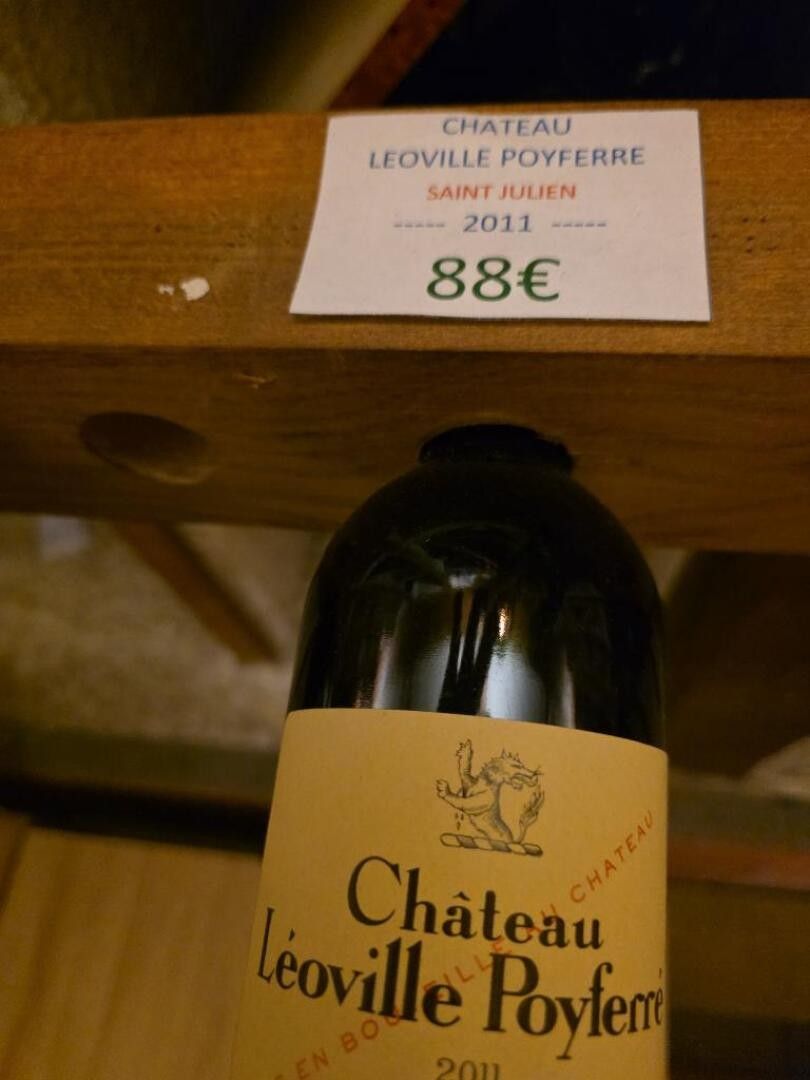 CHATEAU
LEOVILLE POYFERRE
SAINT JULIEN
----- 2011 -----
88€
Château
Léoville Poyferré
EN BOUTEILLE AU CHATEAU
2011